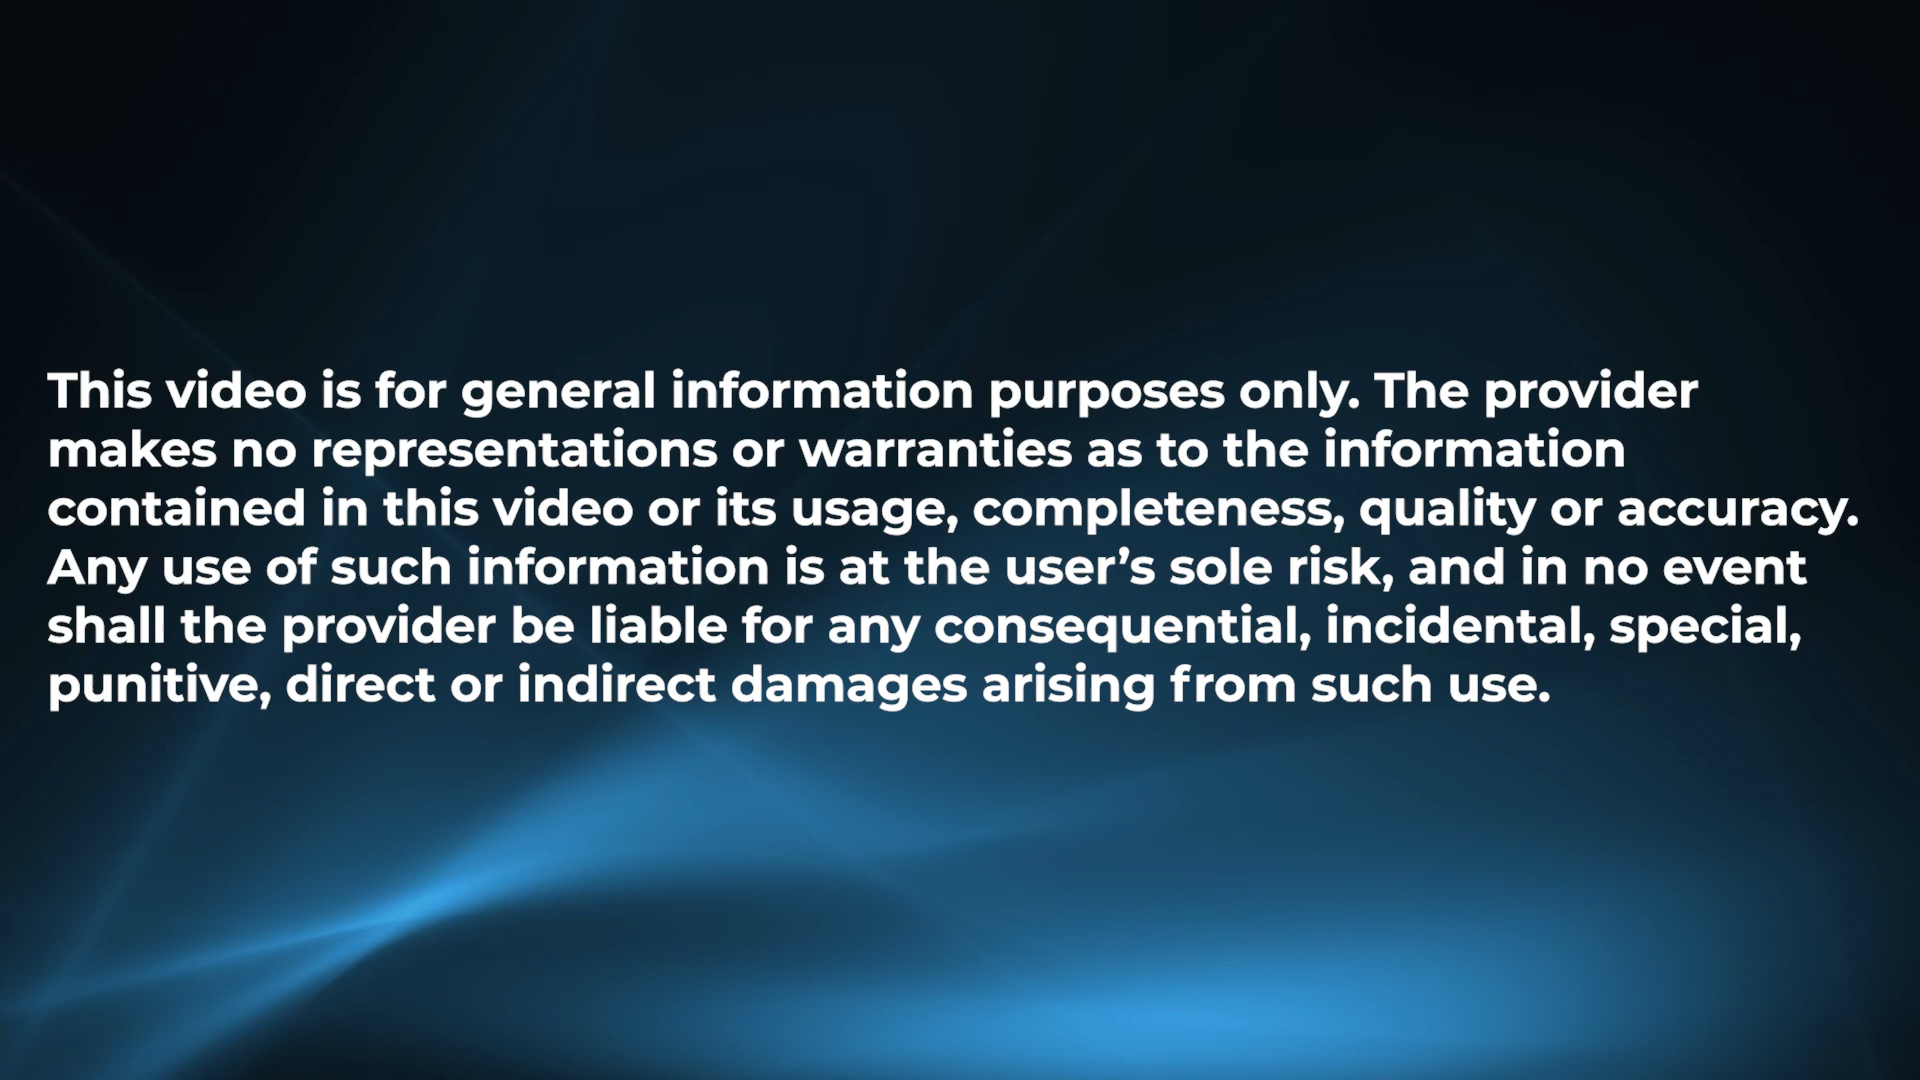 This video is for general information purposes only. The provider
makes no representations or warranties as to the information
contained in this video or its usage, completeness, quality or accuracy.
Any use of such information is at the user’s sole risk, and in no event
shall the provider be liable for any consequential, incidental, special,
punitive, direct or indirect damages arising from such use.